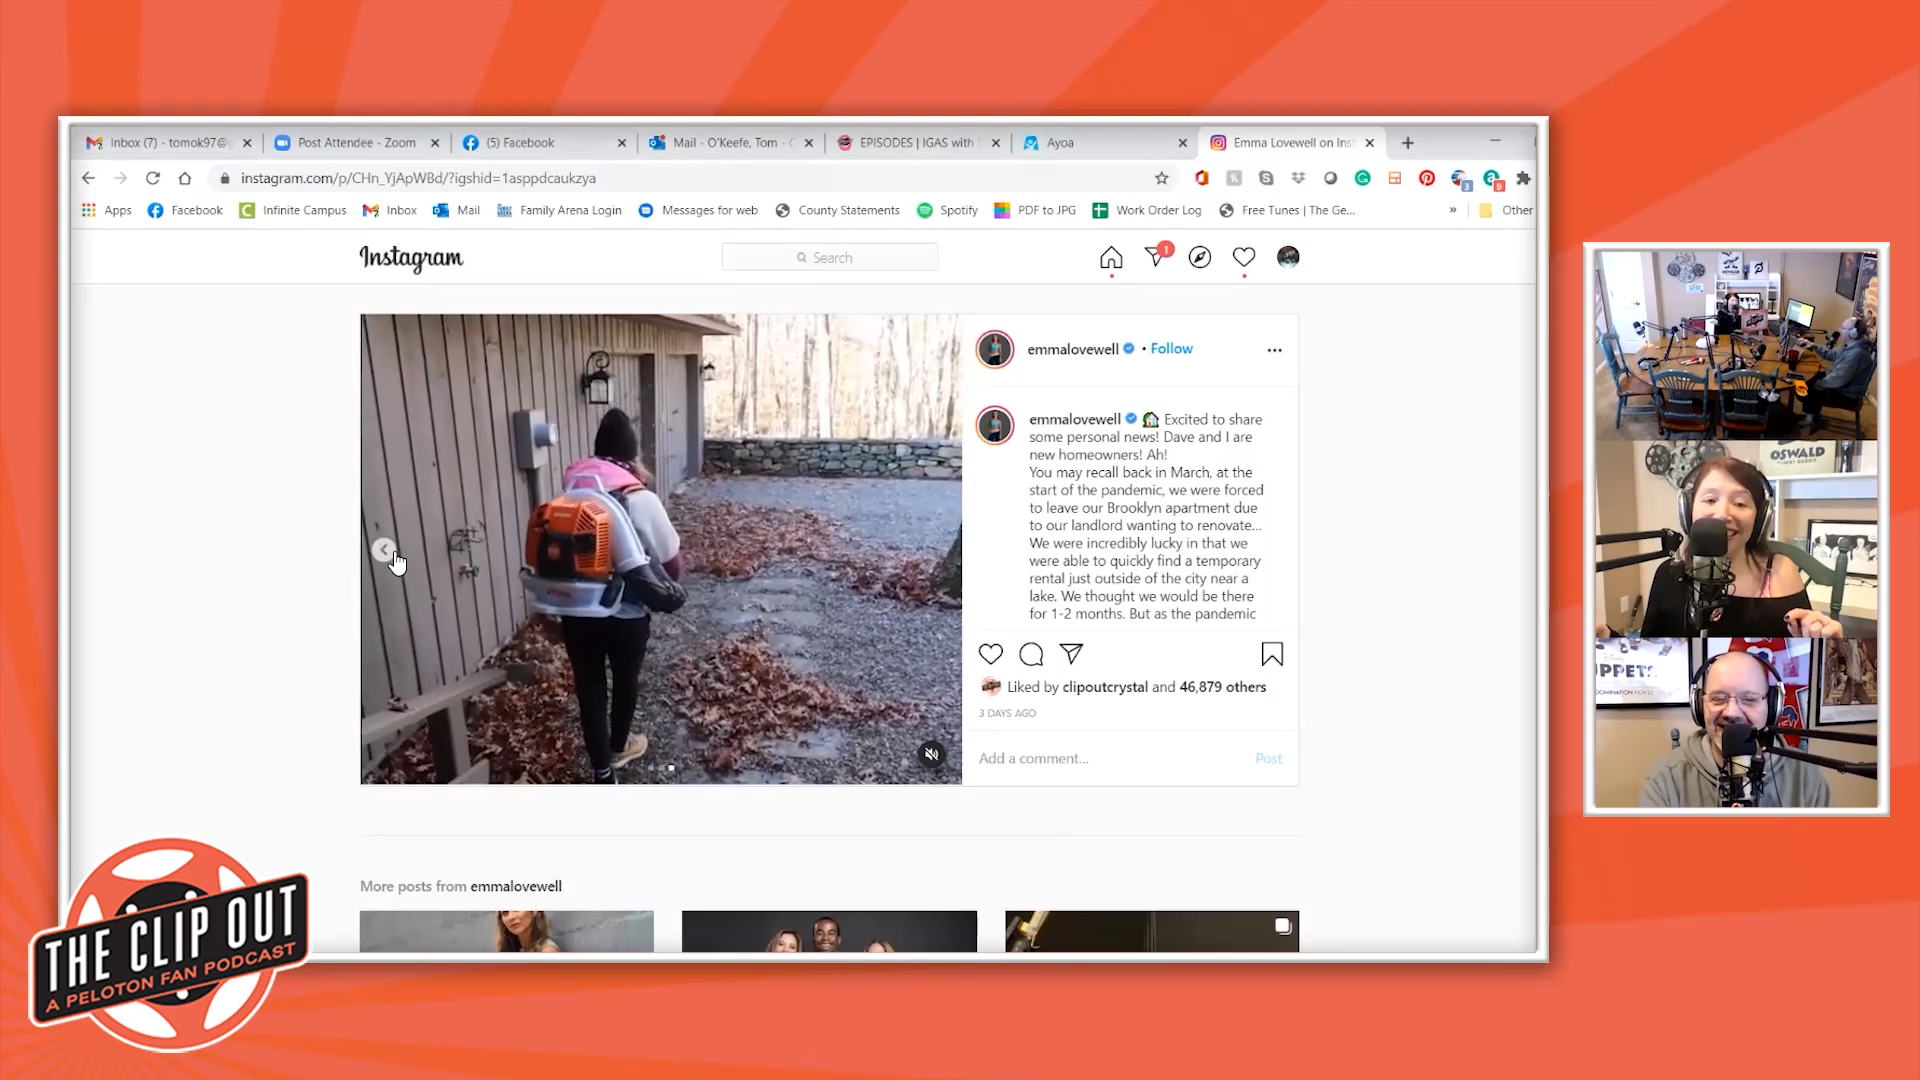 Inbox (7) - tomok97@g
Post Attendee - Zoom
(5) Facebook
Mail - O'Keefe, Tom - O
EPISODES | IGAS with
Ayoa
Emma Lovewell on Inst
instagram.com/p/CHn_YjApWBd/?igshid=1asppdcaukzya
3
9
Apps
Facebook
Infinite Campus
Inbox
Mail
Family Arena Login
Messages for web
County Statements
Spotify
PDF to JPG
Work Order Log
Free Tunes | The Ge...
»
Other
Instagram
Search
1
emmalovewell • Follow
emmalovewell 🏡 Excited to share
some personal news! Dave and I are
new homeowners! Ah!
You may recall back in March, at the
start of the pandemic, we were forced
to leave our Brooklyn apartment due
to our landlord wanting to renovate...
We were incredibly lucky in that we
were able to quickly find a temporary
rental just outside of the city near a
lake. We thought we would be there
for 1-2 months. But as the pandemic
Liked by clipoutcrystal and 46,879 others
3 DAYS AGO
Add a comment...
Post
More posts from emmalovewell
OSWALD
THE CLIP OUT
A PELOTON FAN PODCAST